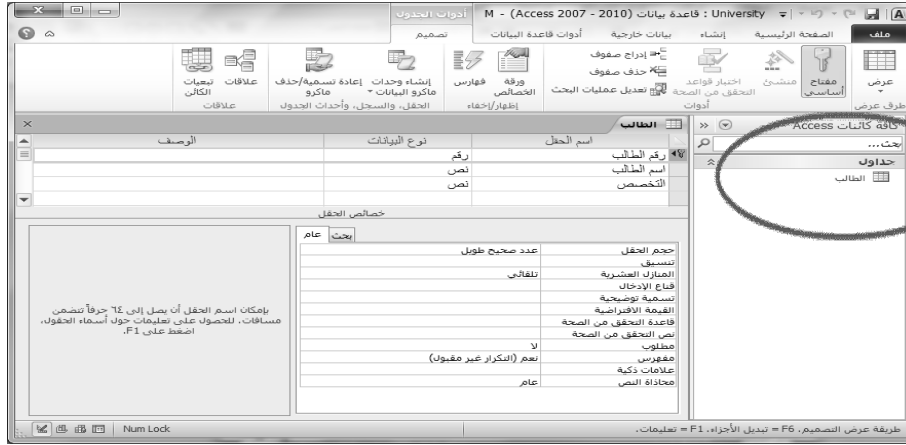 أدوات الجدول
University : قاعدة بيانات (Access 2007 - 2010) - M
ملف
الصفحة الرئيسية
إنشاء
بيانات خارجية
أدوات قاعدة البيانات
تصميم
عرض
مفتاح أساسي
منشئ
اختبار قواعد التحقق من الصحة
إدراج صفوف
حذف صفوف
تعديل عمليات البحث
ورقة الخصائص
فهارس
إنشاء وحدات ماكرو البيانات
إعادة تسمية/حذف ماكرو
علاقات
تبعيات الكائن
طرق عرض
أدوات
إظهار/إخفاء
الحقل، والسجل، وأحداث الجدول
علاقات
كافة كائنات Access
بحث...
جداول
الطالب
الطالب
اسم الحقل
نوع البيانات
الوصف
رقم الطالب
رقم
اسم الطالب
نص
التخصص
نص
خصائص الحقل
عام
بحث
حجم الحقل
عدد صحيح طويل
تنسيق
المنازل العشرية
تلقائي
قناع الإدخال
تسمية توضيحية
القيمة الافتراضية
قاعدة التحقق من الصحة
نص التحقق من الصحة
مطلوب
لا
مفهرس
نعم (التكرار غير مقبول)
علامات ذكية
محاذاة النص
عام
بإمكان اسم الحقل أن يصل إلى ٦٤ حرفاً تتضمن
مسافات. للحصول على تعليمات حول أسماء الحقول،
اضغط على F1.
طريقة عرض التصميم. F6 = تبديل الأجزاء. F1 = تعليمات.
Num Lock